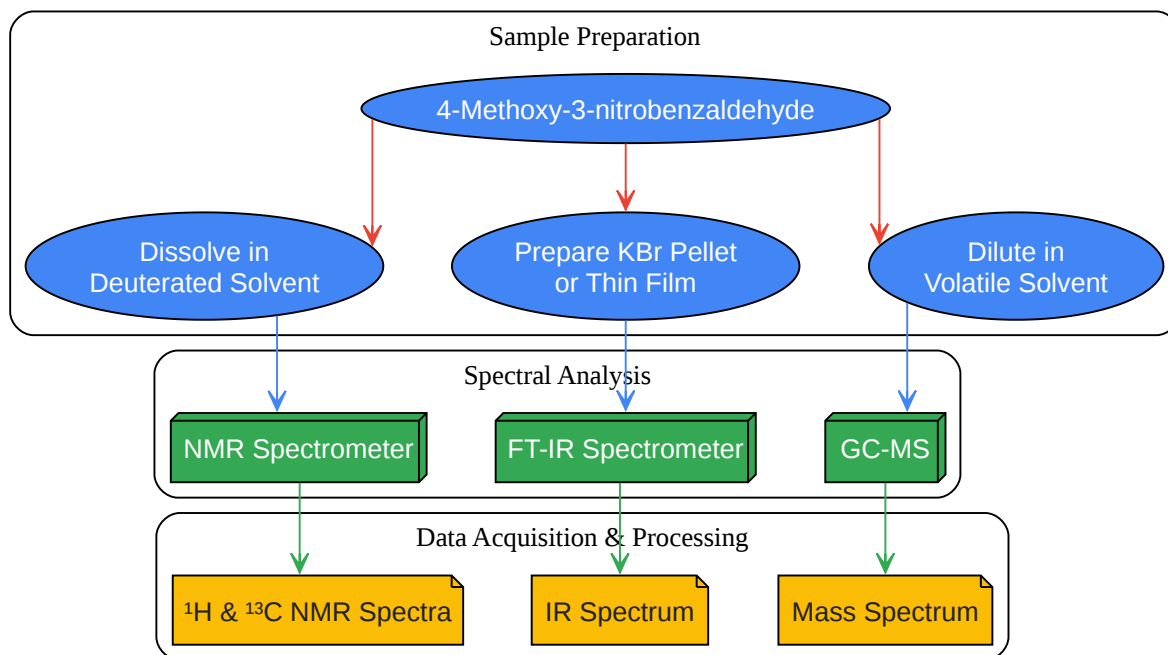 Sample Preparation
4-Methoxy-3-nitrobenzaldehyde
Dissolve in
Deuterated Solvent
Prepare KBr Pellet
or Thin Film
Dilute in
Volatile Solvent
Spectral Analysis
NMR Spectrometer
FT-IR Spectrometer
GC-MS
Data Acquisition & Processing
¹H & ¹³C NMR Spectra
IR Spectrum
Mass Spectrum